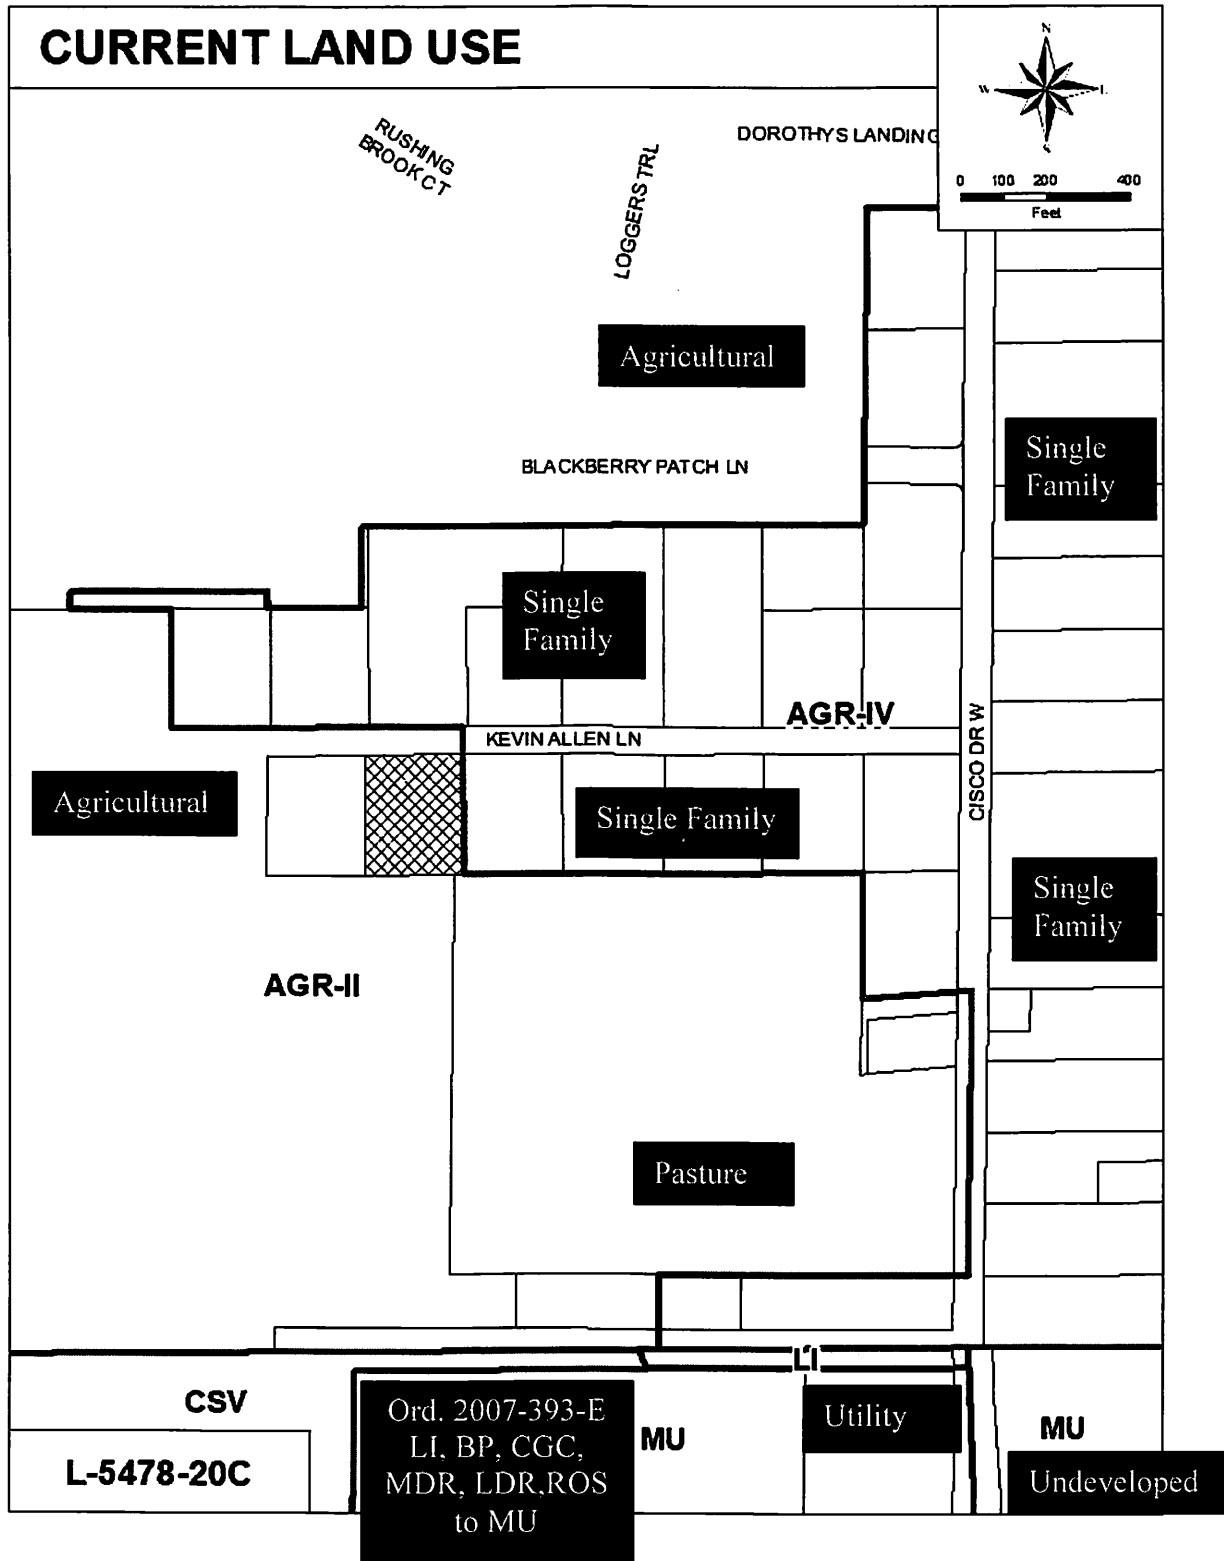 CURRENT LAND USE
N
W
L
S
0 100 200 400
Feet
RUSHING
BROOK CT
LOGGERS TRL
DOROTHYS LANDING
Agricultural
Single
Family
BLACKBERRY PATCH LN
Single
Family
AGR-IV
KEVIN ALLEN LN
CISCO DR W
Agricultural
Single Family
Single
Family
AGR-II
Pasture
LI
CSV
Ord. 2007-393-E
LI, BP, CGC,
MDR, LDR,ROS
to MU
MU
Utility
MU
L-5478-20C
Undeveloped